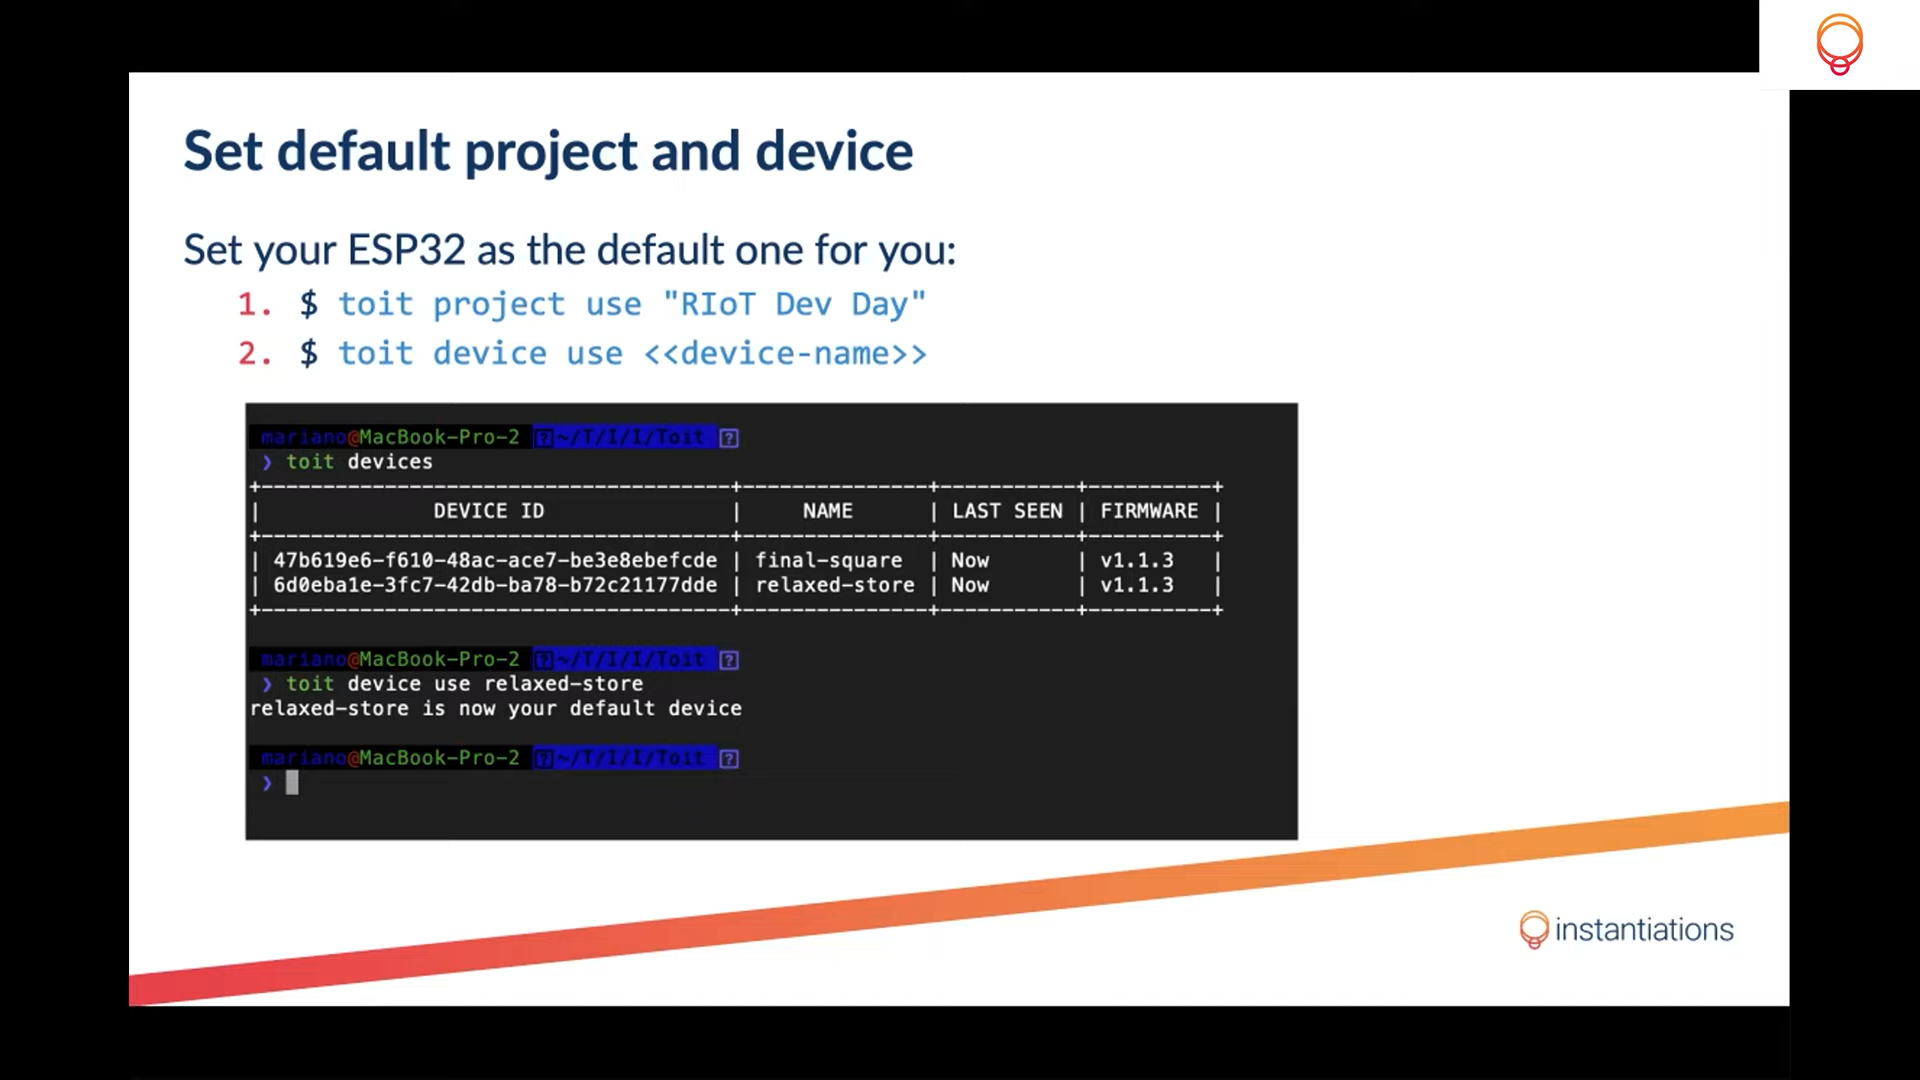 Set default project and device
Set your ESP32 as the default one for you:
1. $ toit project use "RIoT Dev Day"
2. $ toit device use <<device-name>>
mariano@MacBook-Pro-2 ~/T/I/I/Toit
❯ toit devices
| DEVICE ID | NAME | LAST SEEN | FIRMWARE |
| 47b619e6-f610-48ac-ace7-be3e8ebefcde | final-square | Now | v1.1.3 |
| 6d0eba1e-3fc7-42db-ba78-b72c21177dde | relaxed-store | Now | v1.1.3 |
mariano@MacBook-Pro-2 ~/T/I/I/Toit
❯ toit device use relaxed-store
relaxed-store is now your default device
mariano@MacBook-Pro-2 ~/T/I/I/Toit
❯
instantiations